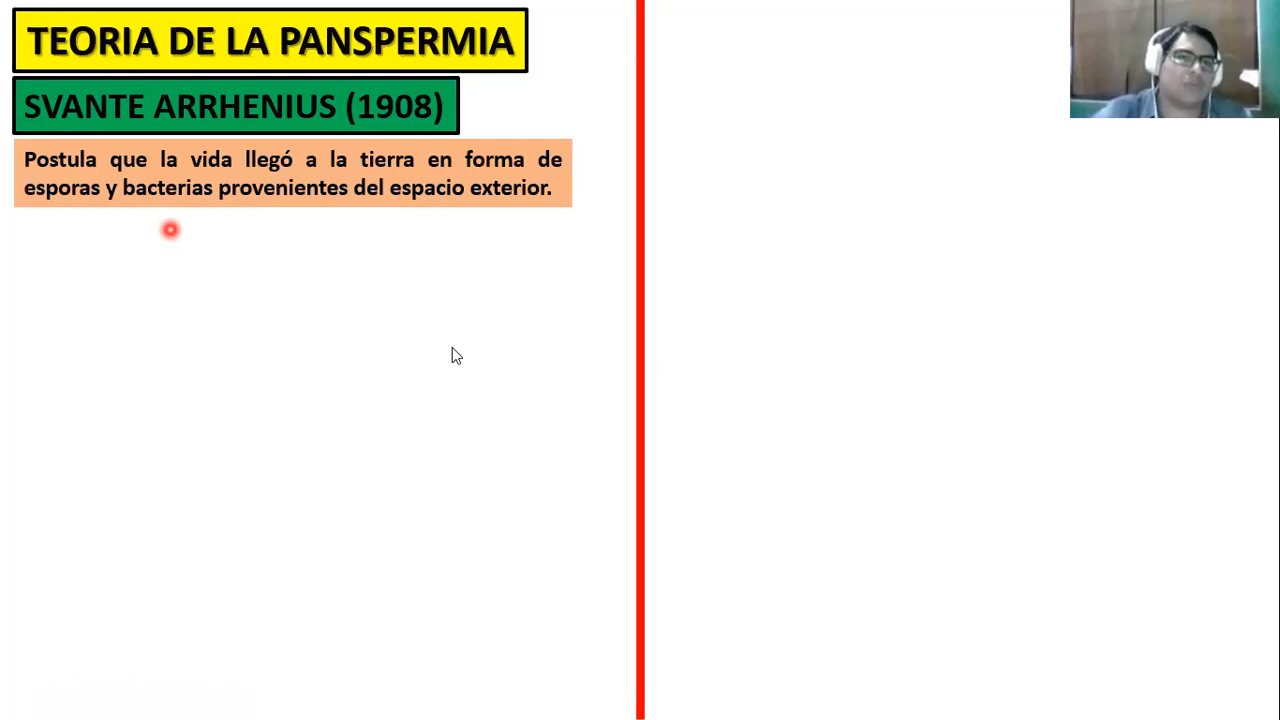 TEORIA DE LA PANSPERMIA
SVANTE ARRHENIUS (1908)
Postula que la vida llegó a la tierra en forma de
esporas y bacterias provenientes del espacio exterior.